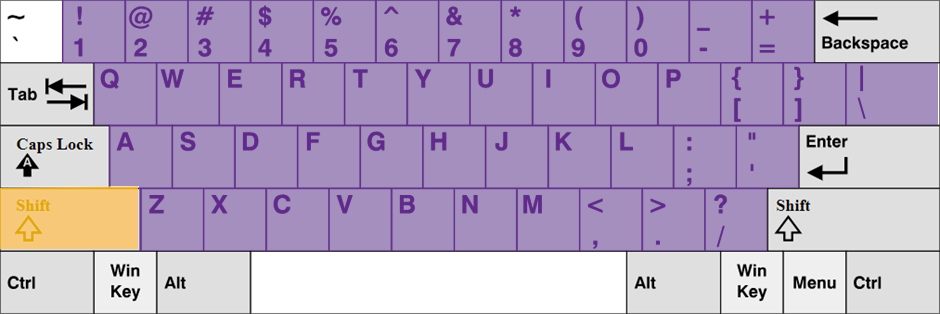 ~ ! @ # $ % ^ & * ( ) _ +
` 1 2 3 4 5 6 7 8 9 0 - = Backspace
Tab Q W E R T Y U I O P { } |
[ ] \
Caps Lock A S D F G H J K L : " Enter
A ; '
Shift Z X C V B N M < > ? Shift
, . /
Ctrl Win Key Alt Alt Win Key Menu Ctrl